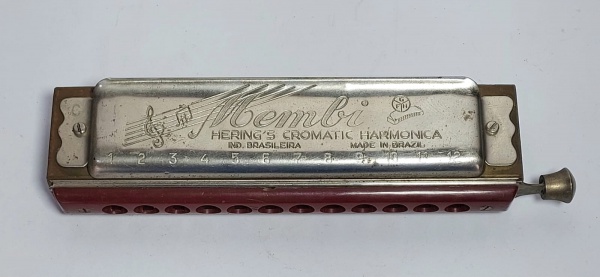 Membi
HERING'S CROMATIC HARMONICA
IND. BRASILEIRA MADE IN BRAZIL
1 2 3 4 5 6 7 8 9 10 11 12
C